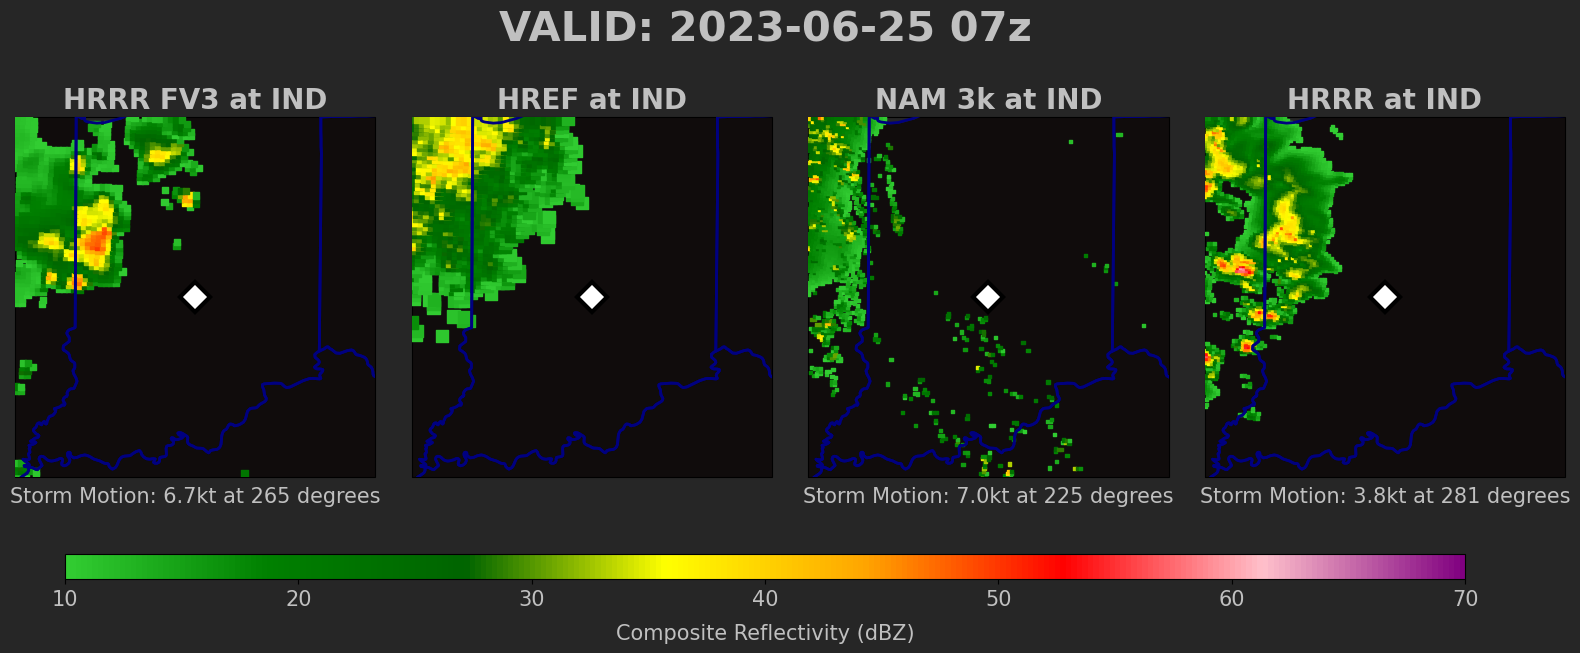 VALID: 2023-06-25 07z
HRRR FV3 at IND
HREF at IND
NAM 3k at IND
HRRR at IND
Storm Motion: 6.7kt at 265 degrees
Storm Motion: 7.0kt at 225 degrees
Storm Motion: 3.8kt at 281 degrees
10 20 30 40 50 60 70
Composite Reflectivity (dBZ)